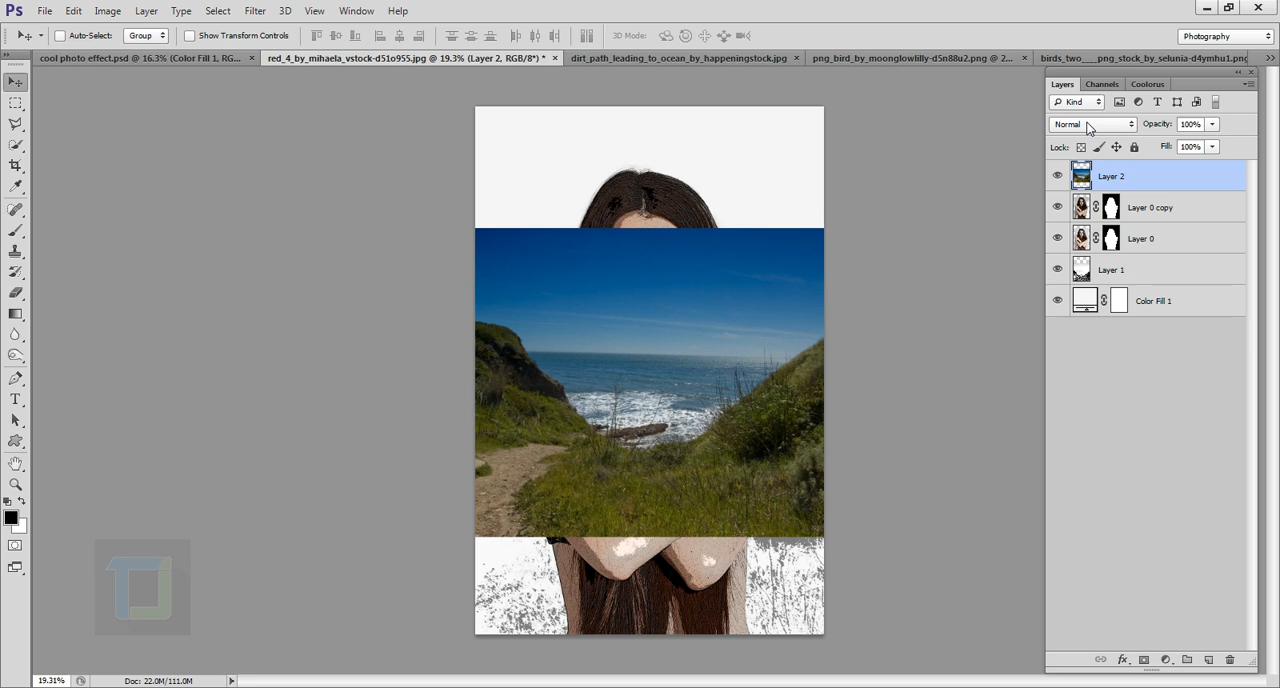 Ps File Edit Image Layer Type Select Filter 3D View Window Help
Auto-Select: Group Show Transform Controls 3D Mode: Photography
cool photo effect.psd @ 16.3% (Color Fill 1, RG... × red_4_by_mihaela_vstock-d51o955.jpg @ 19.3% (Layer 2, RGB/8*) * × dirt_path_leading_to_ocean_by_happeningstock.jpg × png_bird_by_moonglowlilly-d5n88u2.png @ 2... × birds_two____png_stock_by_selunia-d4ymhu1.png
Layers Channels Coolorus
Kind
Normal Opacity: 100%
Lock: Fill: 100%
Layer 2
Layer 0 copy
Layer 0
Layer 1
Color Fill 1
19.31% Doc: 22.0M/111.0M